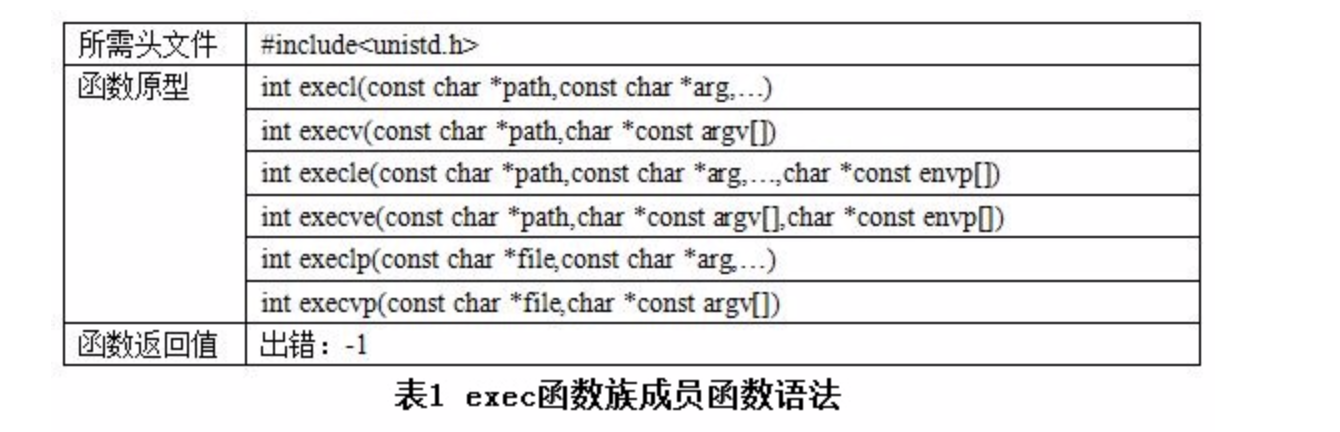 所需头文件 #include<unistd.h>
函数原型 int execl(const char *path,const char *arg,…)
int execv(const char *path,char *const argv[])
int execle(const char *path,const char *arg,…,char *const envp[])
int execve(const char *path,char *const argv[],char *const envp[])
int execlp(const char *file,const char *arg,…)
int execvp(const char *file,char *const argv[])
函数返回值 出错：-1
表1 exec函数族成员函数语法